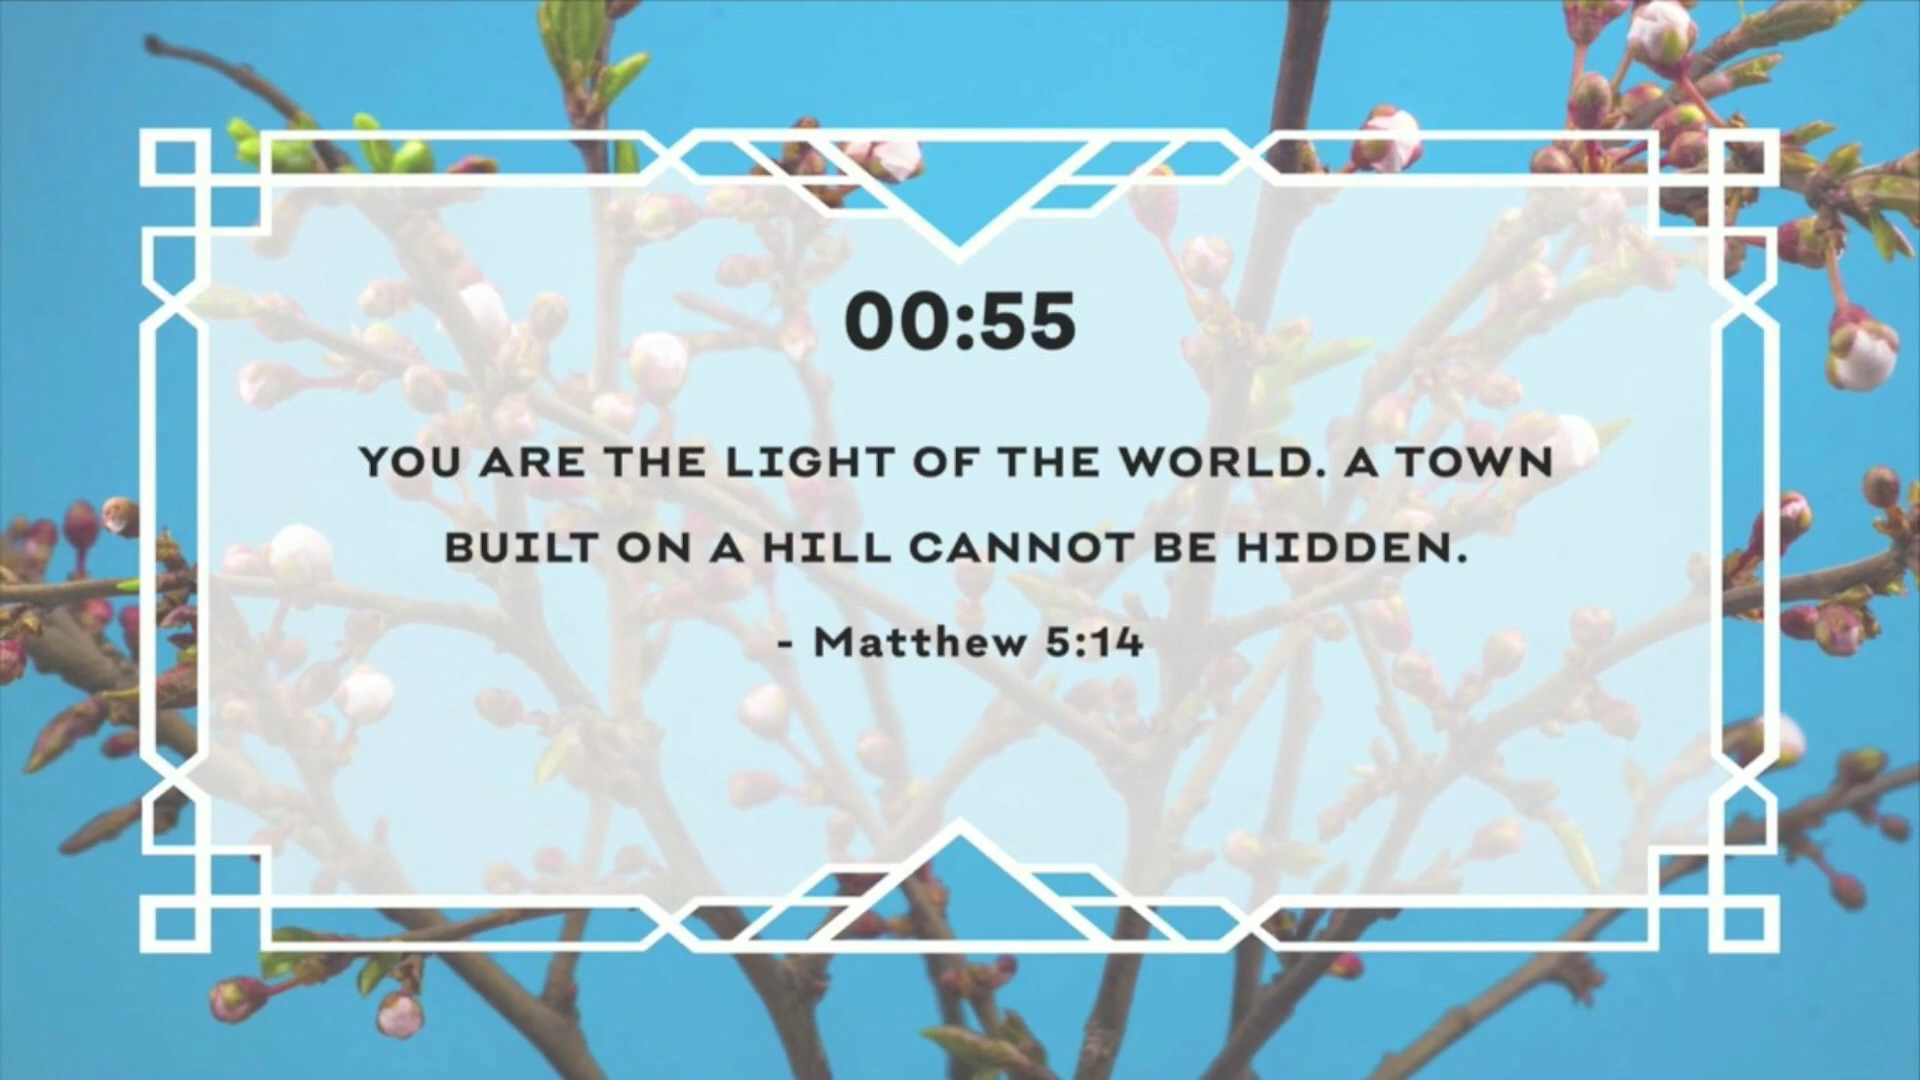 00:55
YOU ARE THE LIGHT OF THE WORLD. A TOWN
BUILT ON A HILL CANNOT BE HIDDEN.
- Matthew 5:14